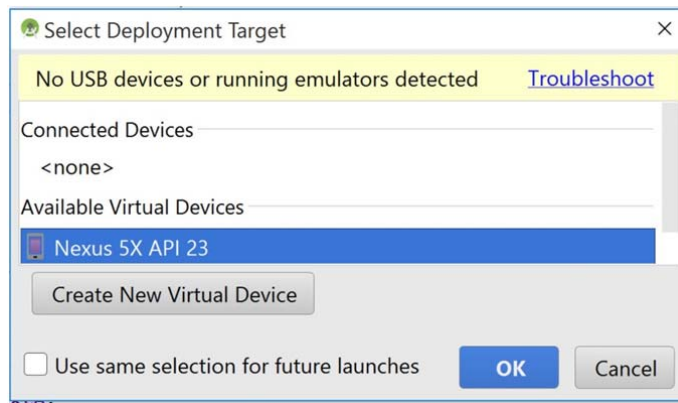 Select Deployment Target
No USB devices or running emulators detected Troubleshoot
Connected Devices
<none>
Available Virtual Devices
Nexus 5X API 23
Create New Virtual Device
Use same selection for future launches OK Cancel